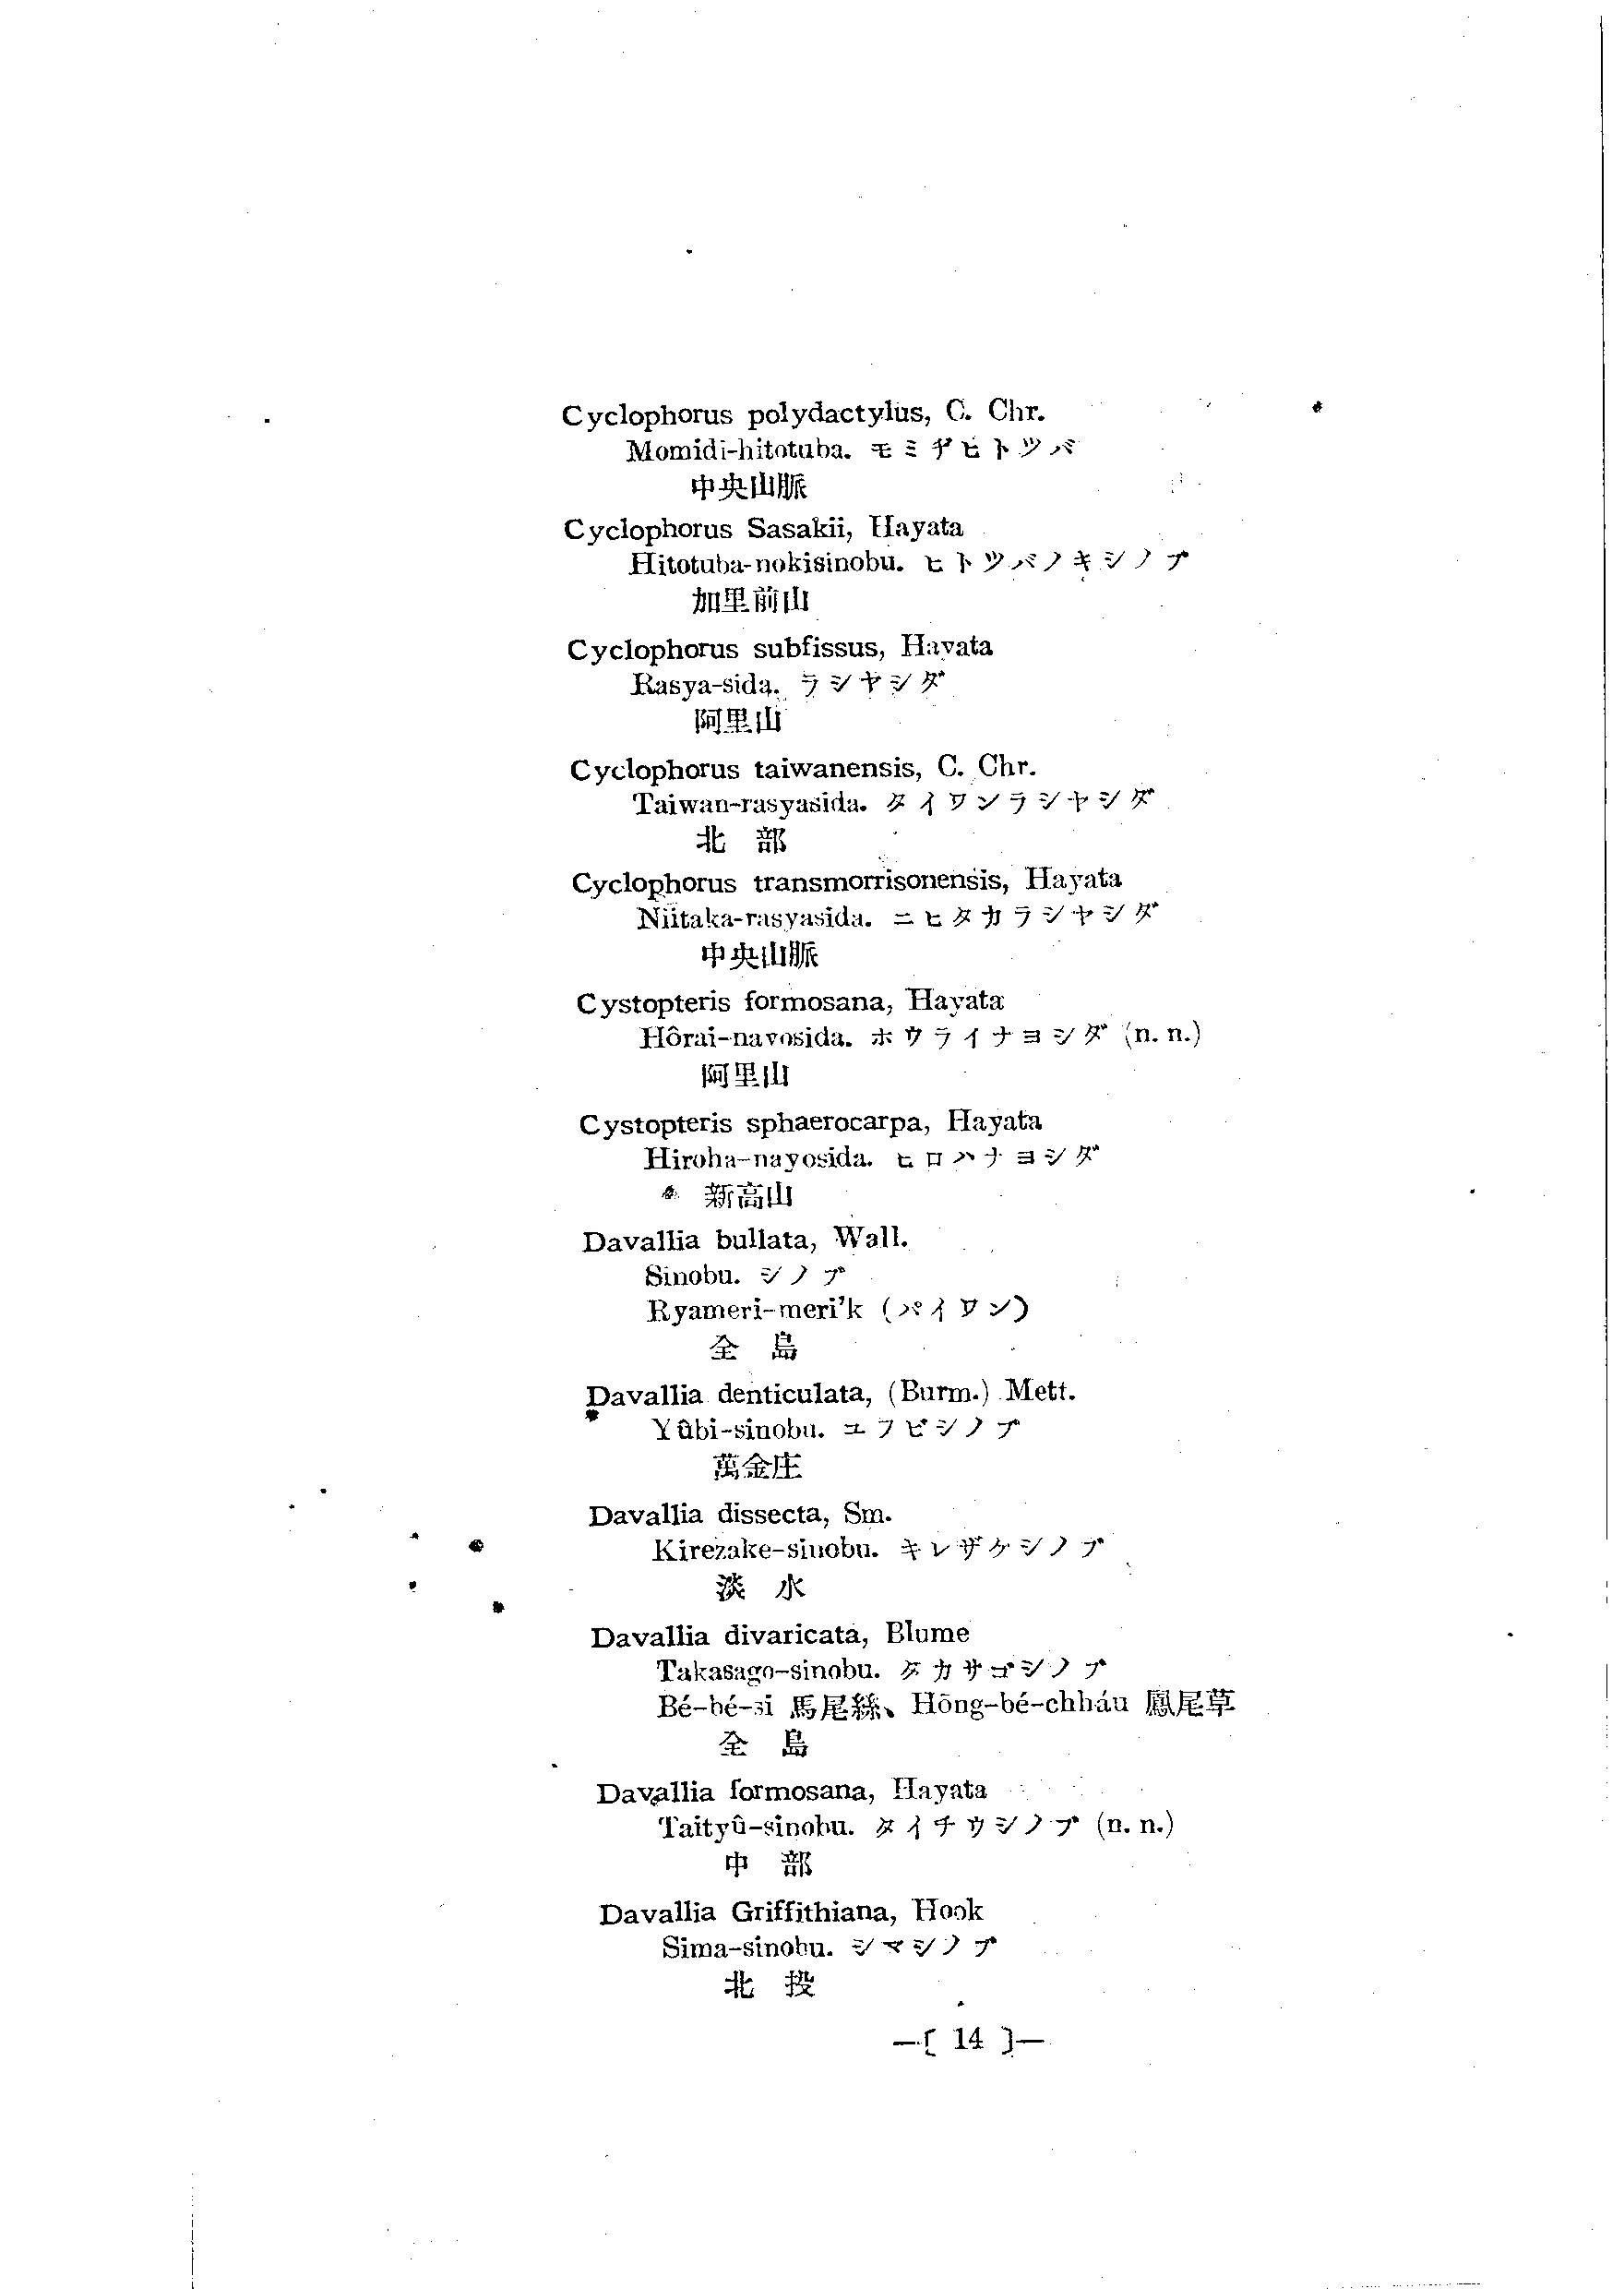 Cyclophorus polydactylus, C. Chr.
Momidi-hitotuba. モミヂヒトツバ
中央山脈
Cyclophorus Sasakii, Hayata
Hitotuba-nokisinobu. ヒトツバノキシノブ
加里前山
Cyclophorus subfissus, Hayata
Rasya-sida. ラシヤシダ
阿里山
Cyclophorus taiwanensis, C. Chr.
Taiwan-rasyasida. タイワンラシヤシダ
北 部
Cyclophorus transmorrisonensis, Hayata
Niitaka-rasyasida. ニヒタカラシヤシダ
中央山脈
Cystopteris formosana, Hayata
Hôrai-nayosida. ホウライナヨシダ (n. n.)
阿里山
Cystopteris sphaerocarpa, Hayata
Hiroha-nayosida. ヒロハナヨシダ
新高山
Davallia bullata, Wall.
Sinobu. シノブ
Ryameri-meri'k (パイワン)
全 島
Davallia denticulata, (Burm.) Mett.
Yûbi-sinobu. ユフビシノブ
萬金庄
Davallia dissecta, Sm.
Kirezake-sinobu. キレザケシノブ
淡 水
Davallia divaricata, Blume
Takasago-sinobu. タカサゴシノブ
Bé-bé-si 馬尾絲、Hōng-bé-chháu 鳳尾草
全 島
Davallia formosana, Hayata
Taityû-sinobu. タイチウシノブ (n. n.)
中 部
Davallia Griffithiana, Hook
Sima-sinobu. シマシノブ
北 投
—[ 14 ]—